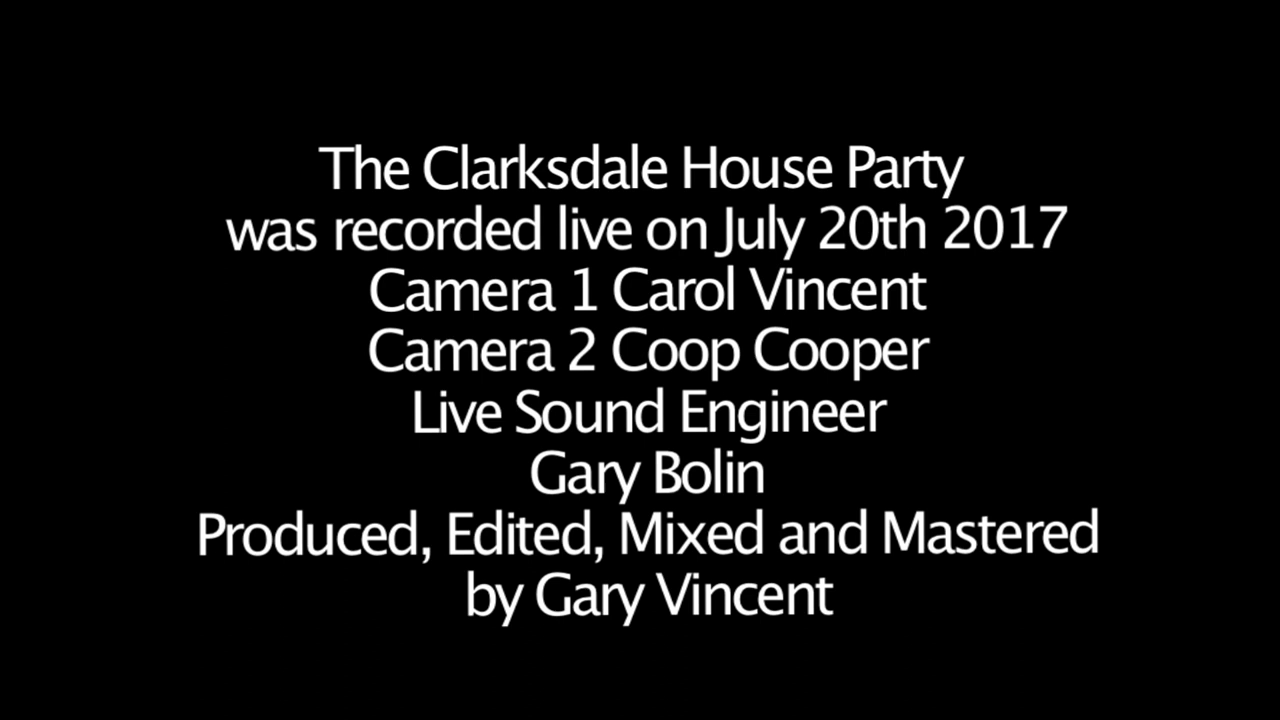 The Clarksdale House Party
was recorded live on July 20th 2017
Camera 1 Carol Vincent
Camera 2 Coop Cooper
Live Sound Engineer
Gary Bolin
Produced, Edited, Mixed and Mastered
by Gary Vincent